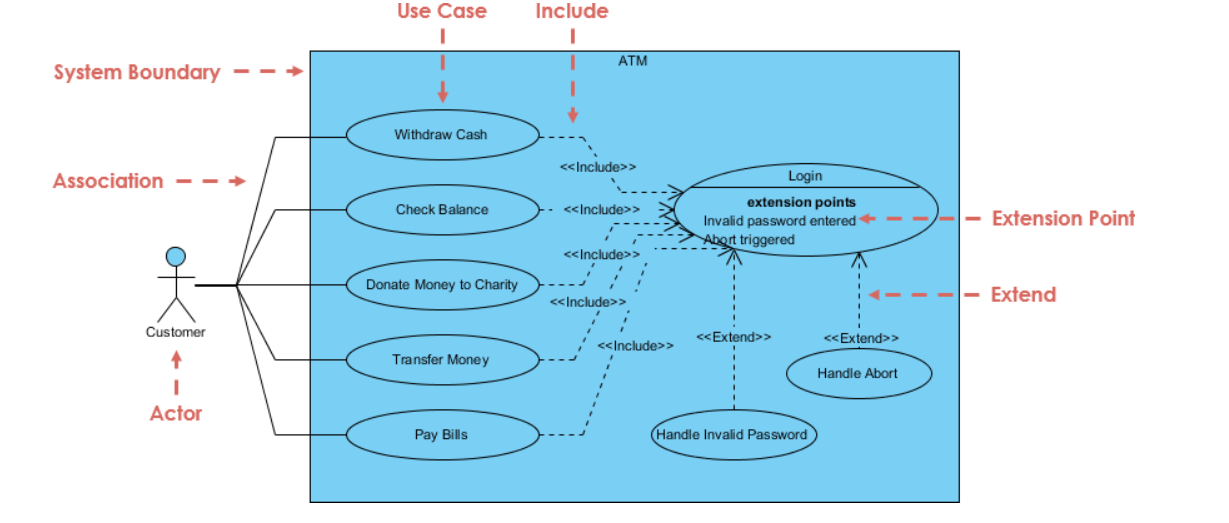 Use Case
Include
ATM
System Boundary
Withdraw Cash
<<Include>>
Login
Association
extension points
Check Balance
<<Include>>
Invalid password entered
Extension Point
Abort triggered
<<Include>>
Donate Money to Charity
Extend
<<Include>>
Customer
<<Extend>>
<<Extend>>
<<Include>>
Transfer Money
Handle Abort
Actor
Pay Bills
Handle Invalid Password